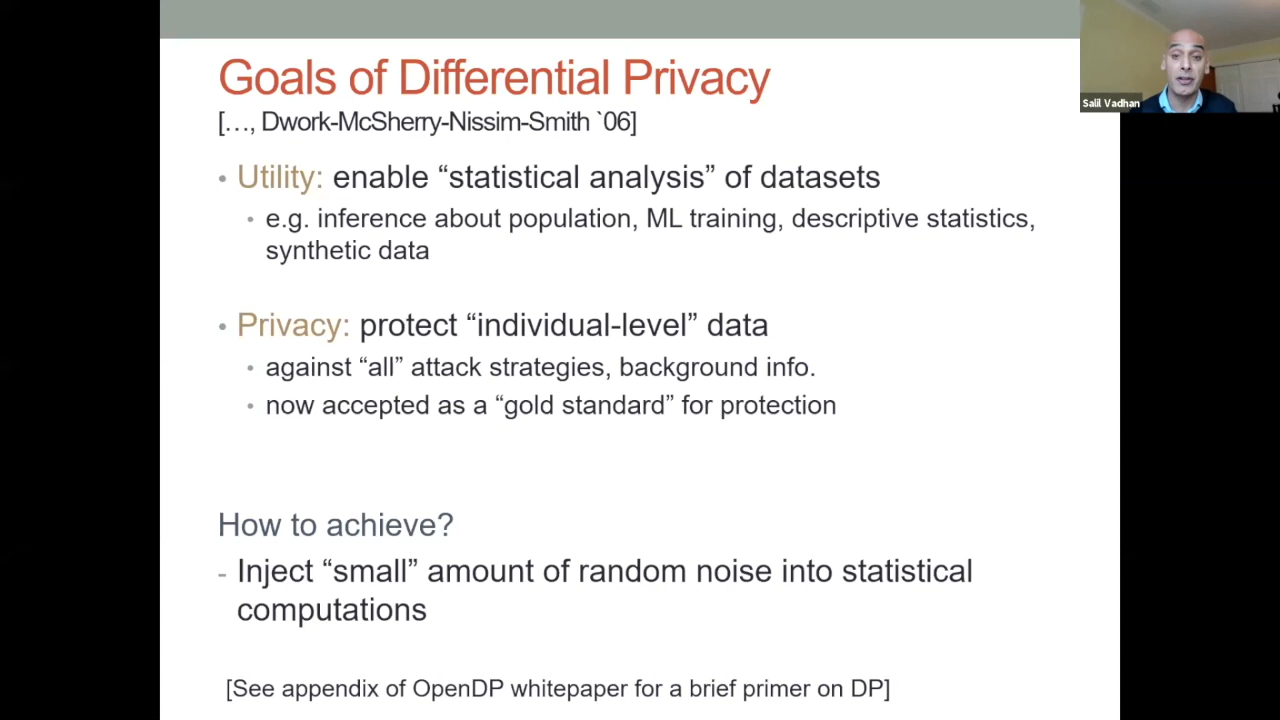 Goals of Differential Privacy
[…, Dwork-McSherry-Nissim-Smith `06]
• Utility: enable “statistical analysis” of datasets
• e.g. inference about population, ML training, descriptive statistics,
synthetic data
• Privacy: protect “individual-level” data
• against “all” attack strategies, background info.
• now accepted as a “gold standard” for protection
How to achieve?
- Inject “small” amount of random noise into statistical
computations
[See appendix of OpenDP whitepaper for a brief primer on DP]
Salil Vadhan